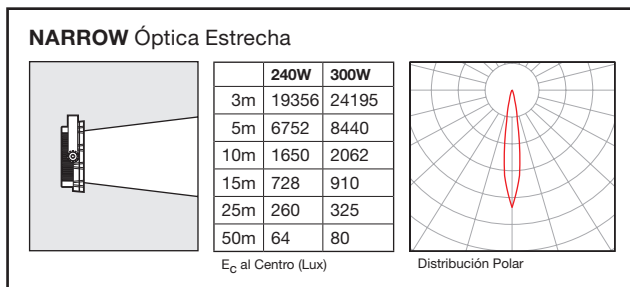 NARROW Óptica Estrecha
240W 300W
3m 19356 24195
5m 6752 8440
10m 1650 2062
15m 728 910
25m 260 325
50m 64 80
EC al Centro (Lux)
Distribución Polar